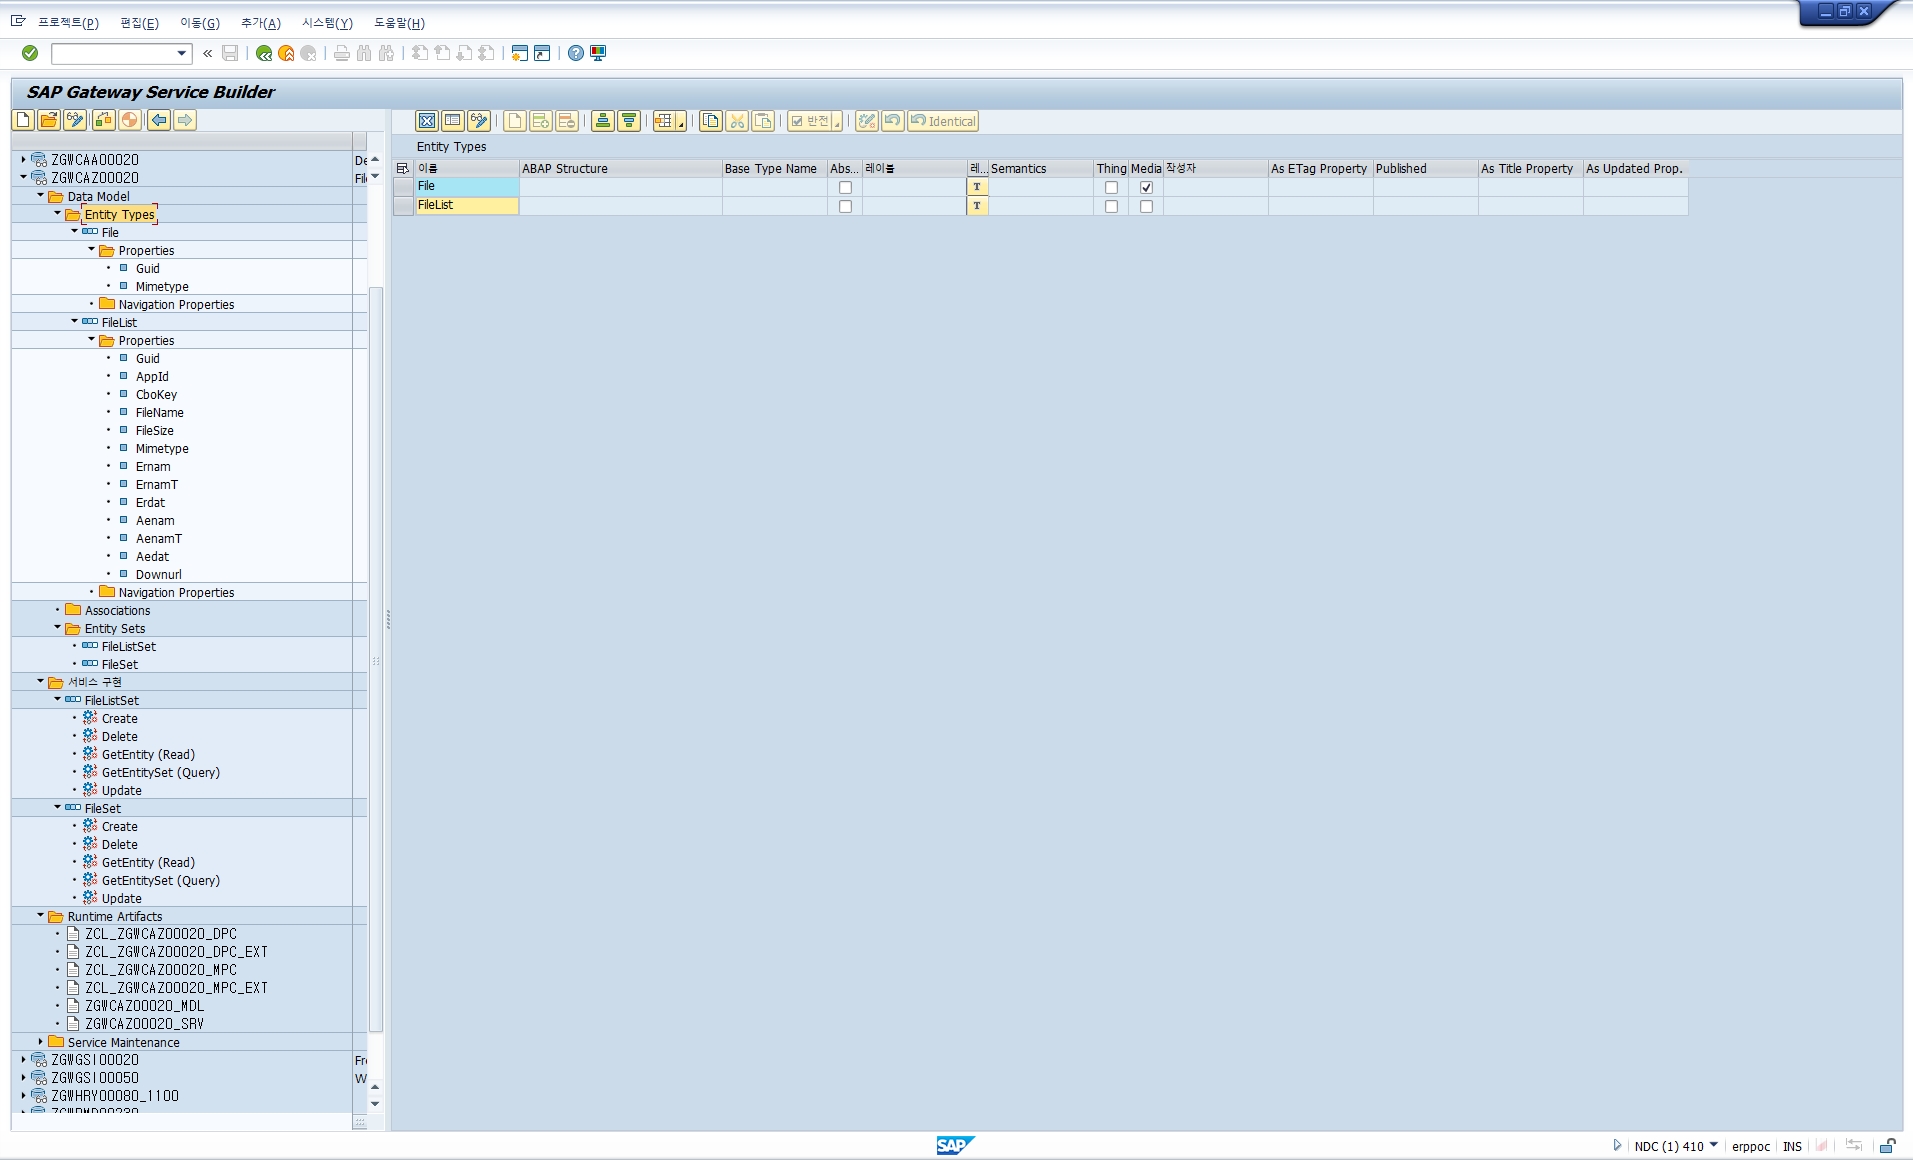 프로젝트(P) 편집(E) 이동(G) 추가(A) 시스템(Y) 도움말(H)
SAP Gateway Service Builder
반전 Identical
ZGWCAA00020 De
ZGWCAZ00020 File
Data Model
Entity Types
File
Properties
Guid
Mimetype
Navigation Properties
FileList
Properties
Guid
AppId
CboKey
FileName
FileSize
Mimetype
Ernam
ErnamT
Erdat
Aenam
AenamT
Aedat
Downurl
Navigation Properties
Associations
Entity Sets
FileListSet
FileSet
서비스 구현
FileListSet
Create
Delete
GetEntity (Read)
GetEntitySet (Query)
Update
FileSet
Create
Delete
GetEntity (Read)
GetEntitySet (Query)
Update
Runtime Artifacts
ZCL_ZGWCAZ00020_DPC
ZCL_ZGWCAZ00020_DPC_EXT
ZCL_ZGWCAZ00020_MPC
ZCL_ZGWCAZ00020_MPC_EXT
ZGWCAZ00020_MDL
ZGWCAZ00020_SRV
Service Maintenance
ZGWGSI00020 Fr
ZGWGSI00050 W
ZGWHRY00080_1100
Entity Types
이름 ABAP Structure Base Type Name Abs... 레이블 레... Semantics Thing Media 작성자 As ETag Property Published As Title Property As Updated Prop.
File T
FileList T
SAP NDC (1) 410 erppoc INS